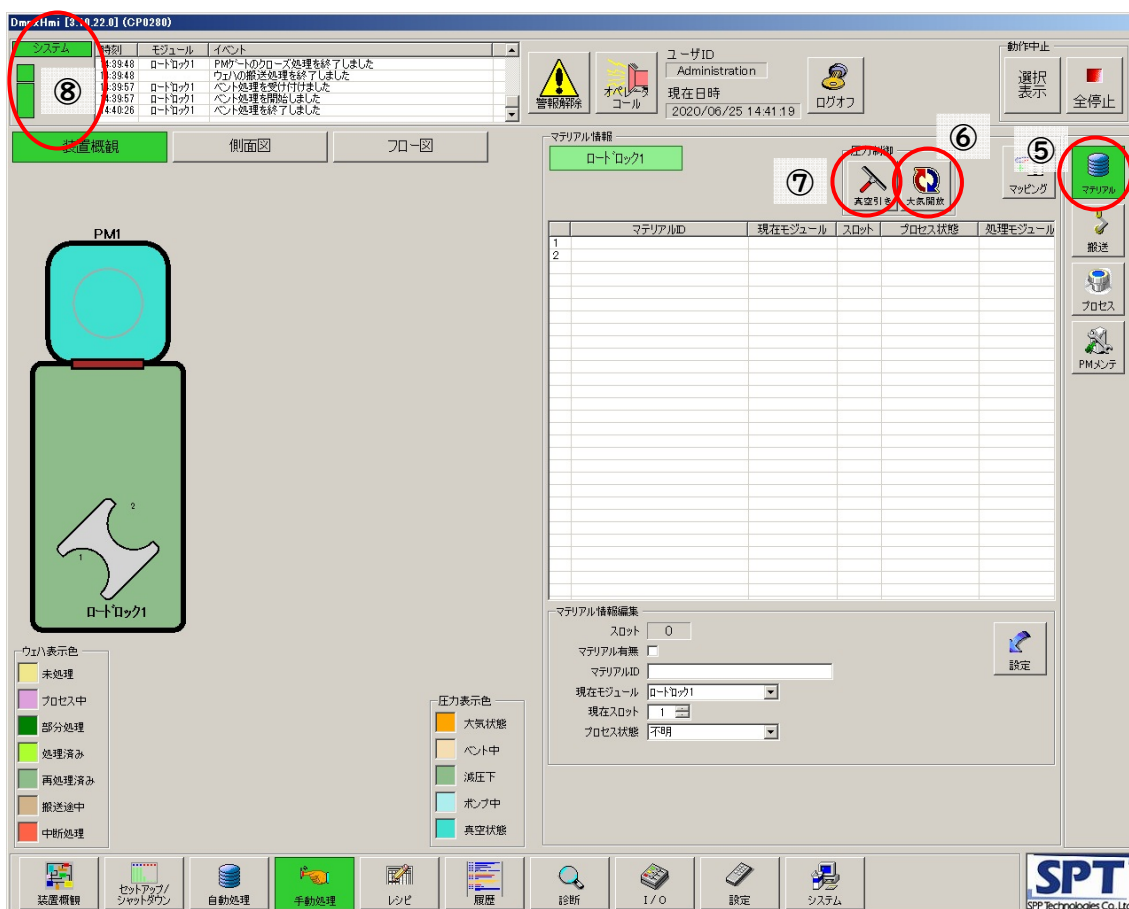 DmaxHmi [3.10.22.0] (CP0280)
システム
時刻 モジュール イベント
14:39:48 ロードロック1 PMゲートのクローズ処理を終了しました
14:39:48 ウェハの搬送処理を終了しました
14:39:57 ロードロック1 ベント処理を受け付けました
14:39:57 ロードロック1 ベント処理を開始しました
14:40:26 ロードロック1 ベント処理を終了しました
⑧
警報解除
オペレータ
コール
ユーザID
Administration
現在日時
2020/06/25 14:41:19
ログオフ
動作中止
選択
表示
全停止
装置概観
側面図
フロー図
マテリアル情報
ロードロック1
圧力制御
⑦
真空引き
大気開放
⑥
マッピング
⑤
マテリアル
搬送
プロセス
PMメンテ
マテリアルID 現在モジュール スロット プロセス状態 処理モジュール
1
2
PM1
2
1
ロードロック1
ウェハ表示色
未処理
プロセス中
部分処理
処理済み
再処理済み
搬送途中
中断処理
圧力表示色
大気状態
ベント中
減圧下
ポンプ中
真空状態
マテリアル情報編集
スロット 0
マテリアル有無
マテリアルID
現在モジュール ロードロック1
現在スロット 1
プロセス状態 不明
設定
装置概観
セットアップ/
シャットダウン
自動処理
手動処理
レシピ
履歴
診断
I/O
設定
システム
SPT
SPP Technologies Co., Ltd